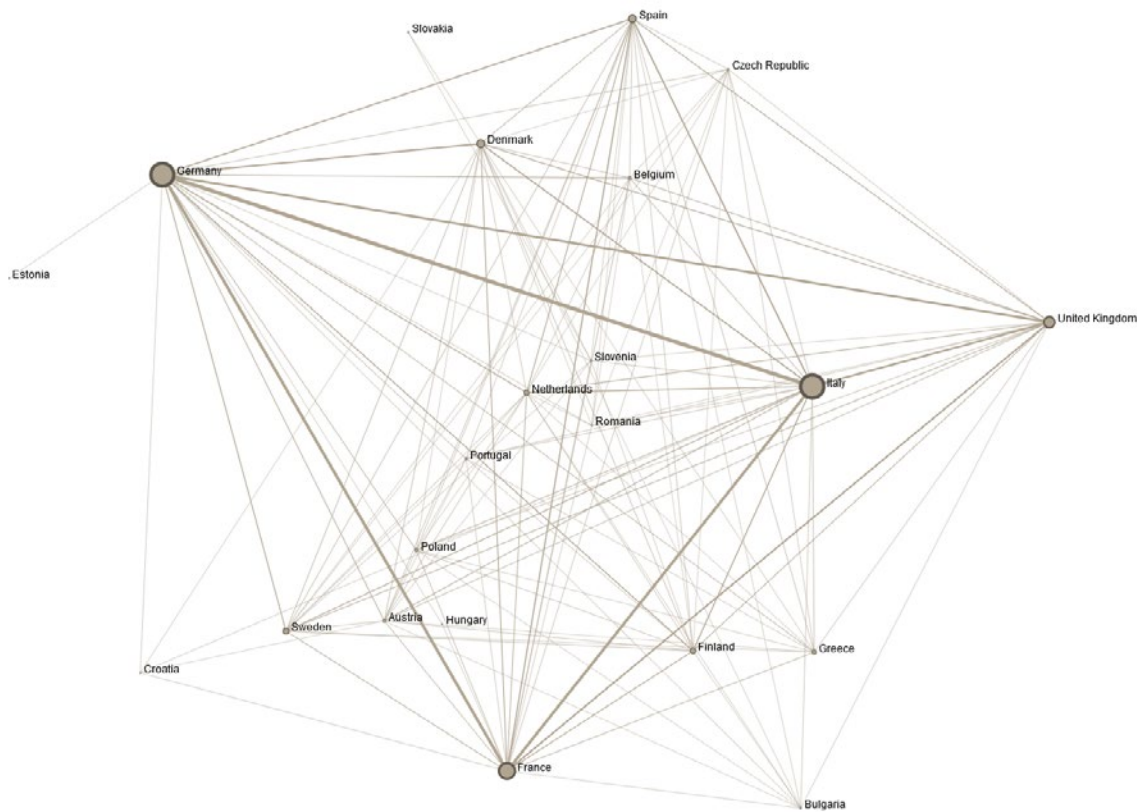 Spain
Slovakia
Czech Republic
Denmark
Germany
Belgium
Estonia
United Kingdom
Slovenia
Italy
Netherlands
Romania
Portugal
Poland
Austria
Hungary
Sweden
Finland
Greece
Croatia
France
Bulgaria